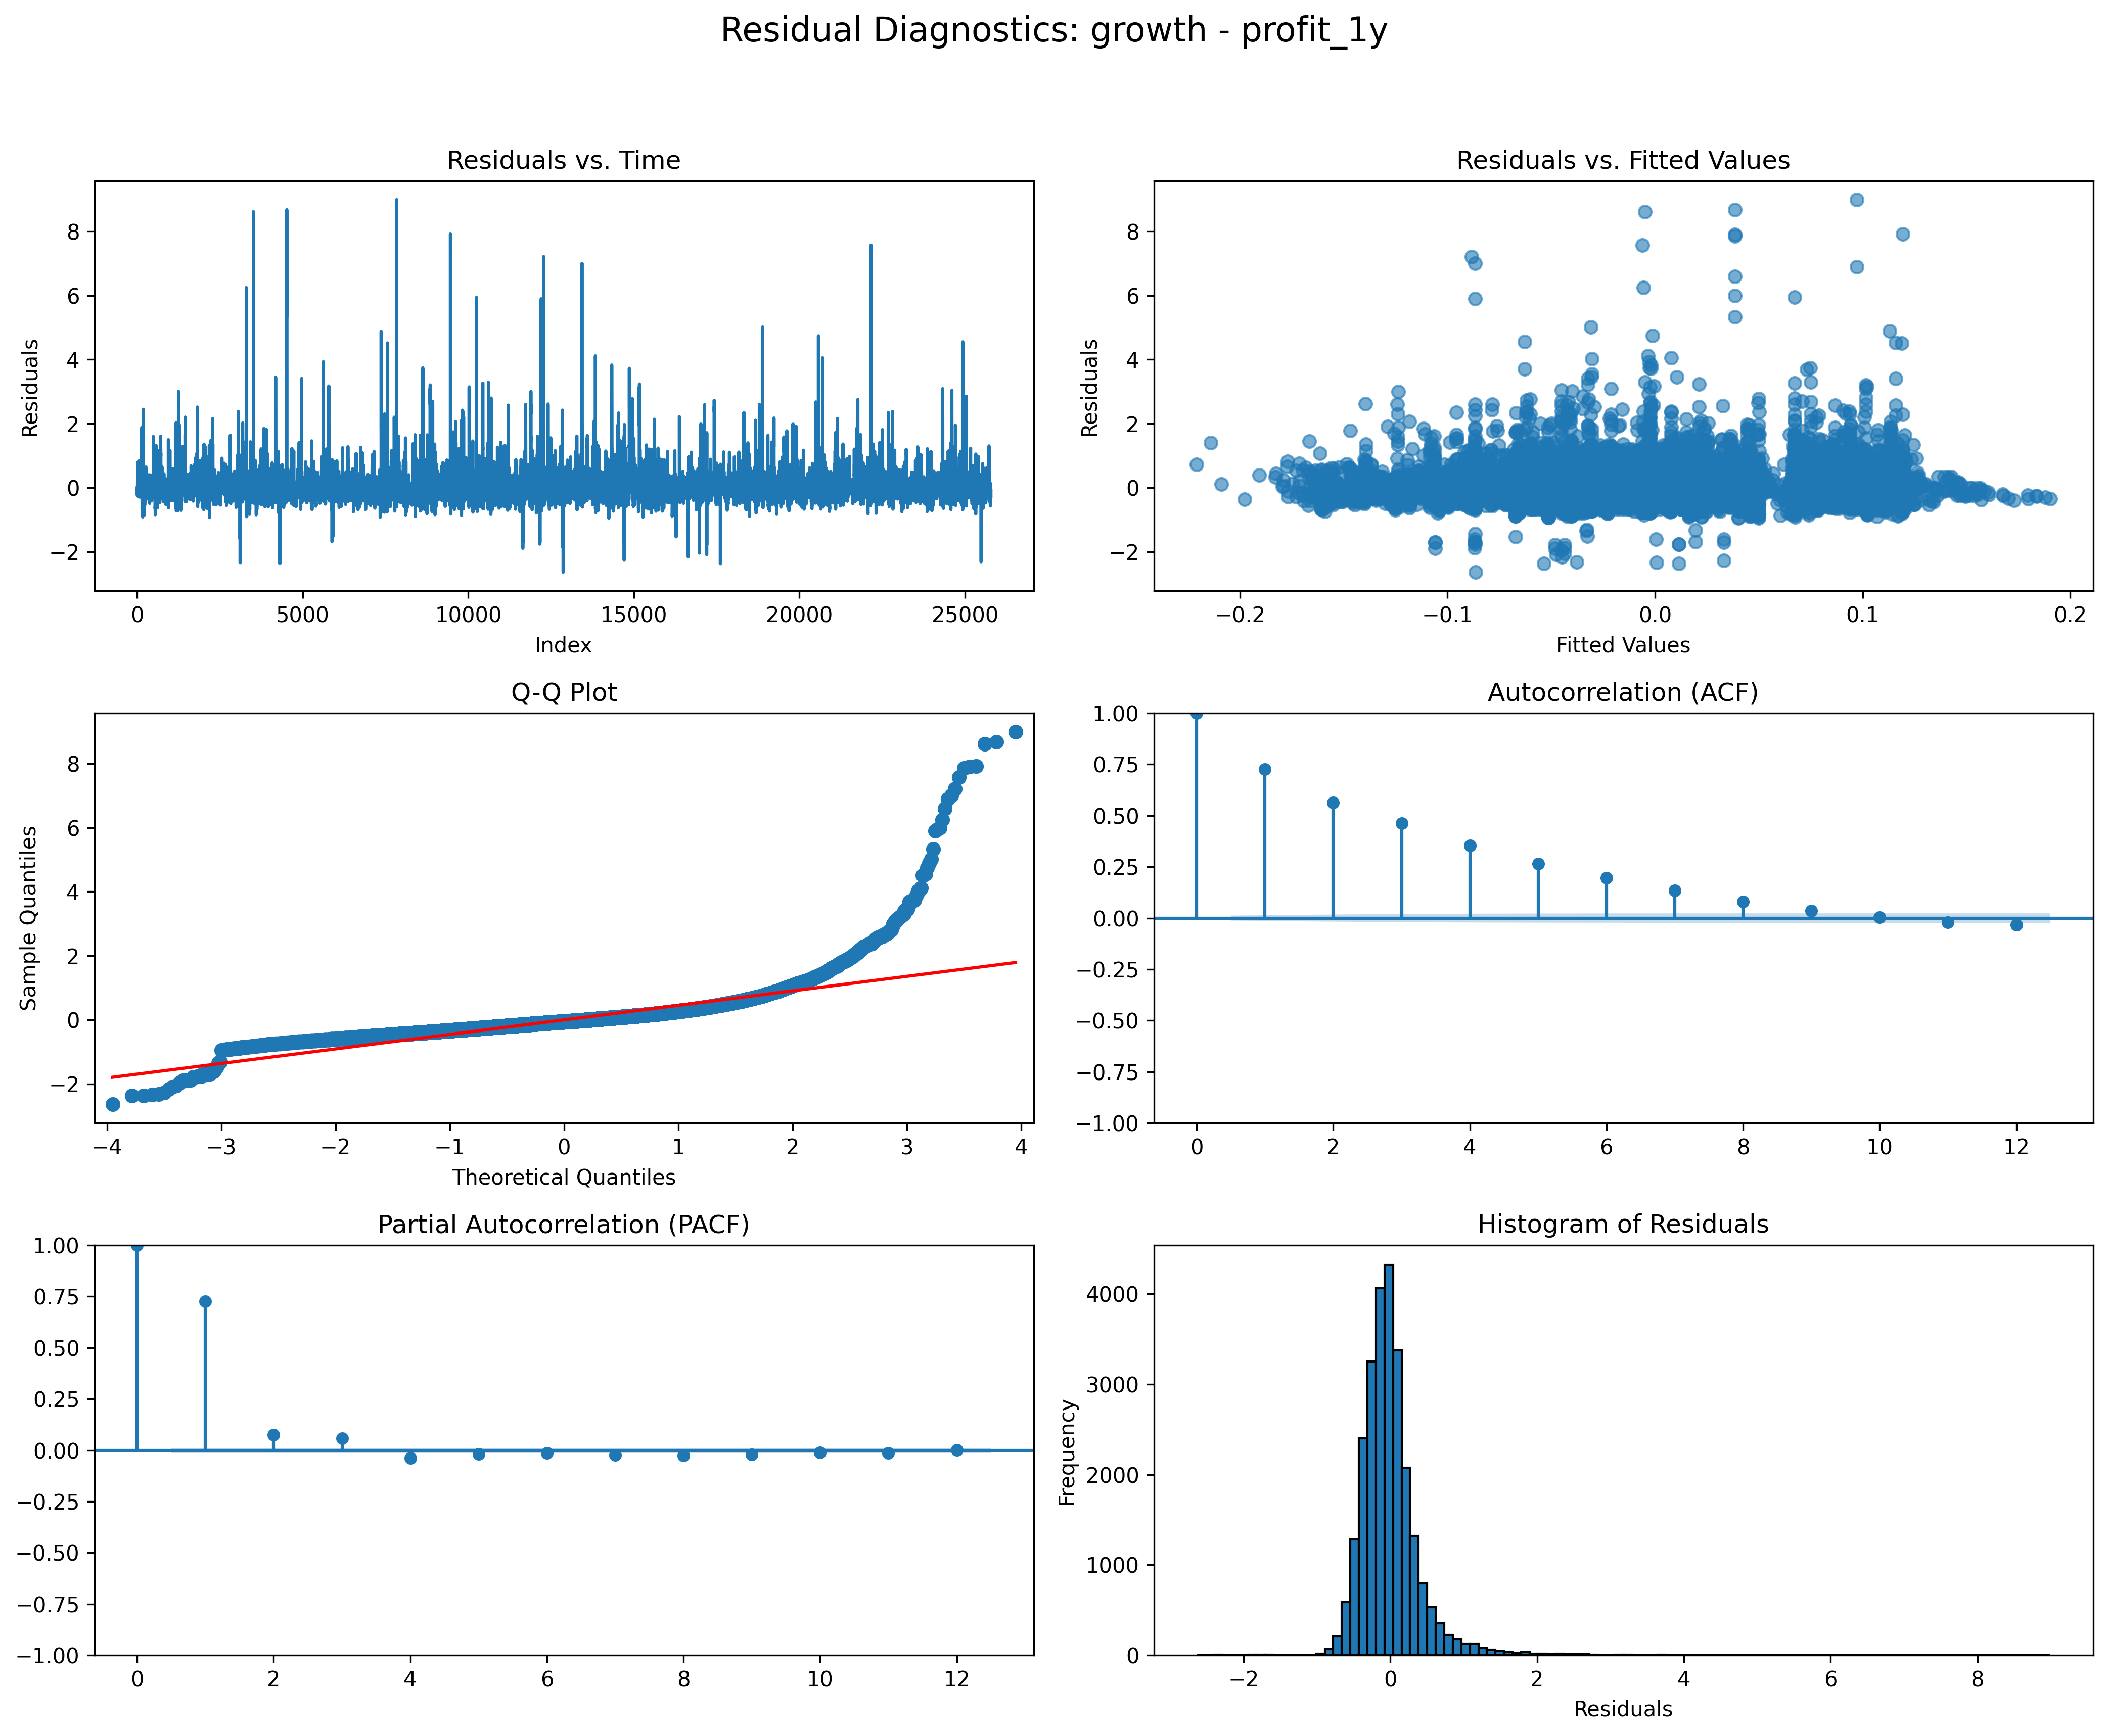 Residual Diagnostics: growth - profit_1y
Residuals vs. Time
Residuals
8
6
4
2
0
−2
0 5000 10000 15000 20000 25000
Index
Residuals vs. Fitted Values
Residuals
8
6
4
2
0
−2
−0.2 −0.1 0.0 0.1 0.2
Fitted Values
Q-Q Plot
Sample Quantiles
8
6
4
2
0
−2
−4 −3 −2 −1 0 1 2 3 4
Theoretical Quantiles
Autocorrelation (ACF)
1.00
0.75
0.50
0.25
0.00
−0.25
−0.50
−0.75
−1.00
0 2 4 6 8 10 12
Partial Autocorrelation (PACF)
1.00
0.75
0.50
0.25
0.00
−0.25
−0.50
−0.75
−1.00
0 2 4 6 8 10 12
Histogram of Residuals
Frequency
4000
3000
2000
1000
0
−2 0 2 4 6 8
Residuals